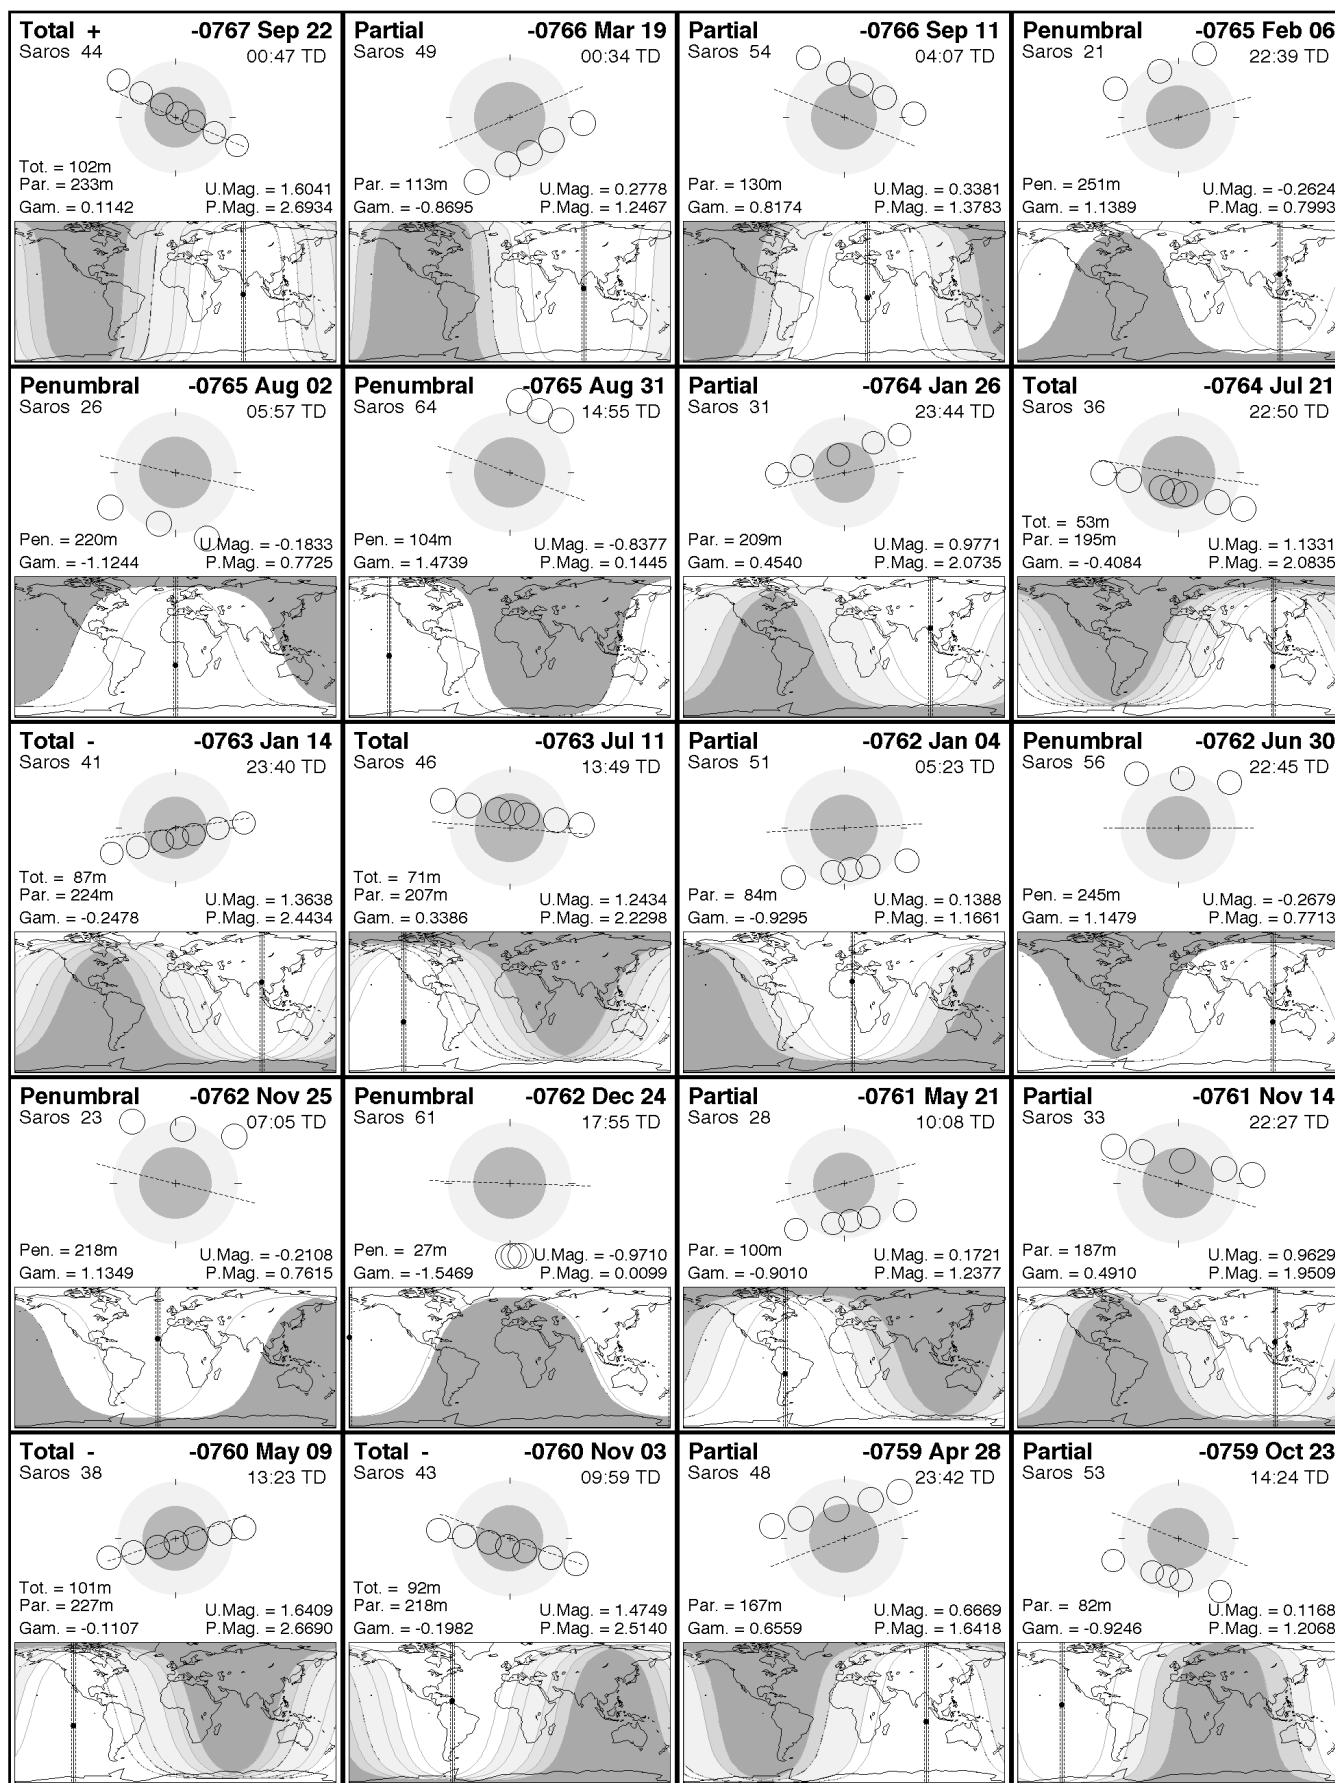 Total + -0767 Sep 22
Saros 44 00:47 TD
Tot. = 102m
Par. = 233m U.Mag. = 1.6041
Gam. = 0.1142 P.Mag. = 2.6934
Partial -0766 Mar 19
Saros 49 00:34 TD
Par. = 113m U.Mag. = 0.2778
Gam. = -0.8695 P.Mag. = 1.2467
Partial -0766 Sep 11
Saros 54 04:07 TD
Par. = 130m U.Mag. = 0.3381
Gam. = 0.8174 P.Mag. = 1.3783
Penumbral -0765 Feb 06
Saros 21 22:39 TD
Pen. = 251m U.Mag. = -0.2624
Gam. = 1.1389 P.Mag. = 0.7993
Penumbral -0765 Aug 02
Saros 26 05:57 TD
Pen. = 220m U.Mag. = -0.1833
Gam. = -1.1244 P.Mag. = 0.7725
Penumbral -0765 Aug 31
Saros 64 14:55 TD
Pen. = 104m U.Mag. = -0.8377
Gam. = 1.4739 P.Mag. = 0.1445
Partial -0764 Jan 26
Saros 31 23:44 TD
Par. = 209m U.Mag. = 0.9771
Gam. = 0.4540 P.Mag. = 2.0735
Total -0764 Jul 21
Saros 36 22:50 TD
Tot. = 53m
Par. = 195m U.Mag. = 1.1331
Gam. = -0.4084 P.Mag. = 2.0835
Total - -0763 Jan 14
Saros 41 23:40 TD
Tot. = 87m
Par. = 224m U.Mag. = 1.3638
Gam. = -0.2478 P.Mag. = 2.4434
Total -0763 Jul 11
Saros 46 13:49 TD
Tot. = 71m
Par. = 207m U.Mag. = 1.2434
Gam. = 0.3386 P.Mag. = 2.2298
Partial -0762 Jan 04
Saros 51 05:23 TD
Par. = 84m U.Mag. = 0.1388
Gam. = -0.9295 P.Mag. = 1.1661
Penumbral -0762 Jun 30
Saros 56 22:45 TD
Pen. = 245m U.Mag. = -0.2679
Gam. = 1.1479 P.Mag. = 0.7713
Penumbral -0762 Nov 25
Saros 23 07:05 TD
Pen. = 218m U.Mag. = -0.2108
Gam. = 1.1349 P.Mag. = 0.7615
Penumbral -0762 Dec 24
Saros 61 17:55 TD
Pen. = 27m U.Mag. = -0.9710
Gam. = -1.5469 P.Mag. = 0.0099
Partial -0761 May 21
Saros 28 10:08 TD
Par. = 100m U.Mag. = 0.1721
Gam. = -0.9010 P.Mag. = 1.2377
Partial -0761 Nov 14
Saros 33 22:27 TD
Par. = 187m U.Mag. = 0.9629
Gam. = 0.4910 P.Mag. = 1.9509
Total - -0760 May 09
Saros 38 13:23 TD
Tot. = 101m
Par. = 227m U.Mag. = 1.6409
Gam. = -0.1107 P.Mag. = 2.6690
Total - -0760 Nov 03
Saros 43 09:59 TD
Tot. = 92m
Par. = 218m U.Mag. = 1.4749
Gam. = -0.1982 P.Mag. = 2.5140
Partial -0759 Apr 28
Saros 48 23:42 TD
Par. = 167m U.Mag. = 0.6669
Gam. = 0.6559 P.Mag. = 1.6418
Partial -0759 Oct 23
Saros 53 14:24 TD
Par. = 82m U.Mag. = 0.1168
Gam. = -0.9246 P.Mag. = 1.2068